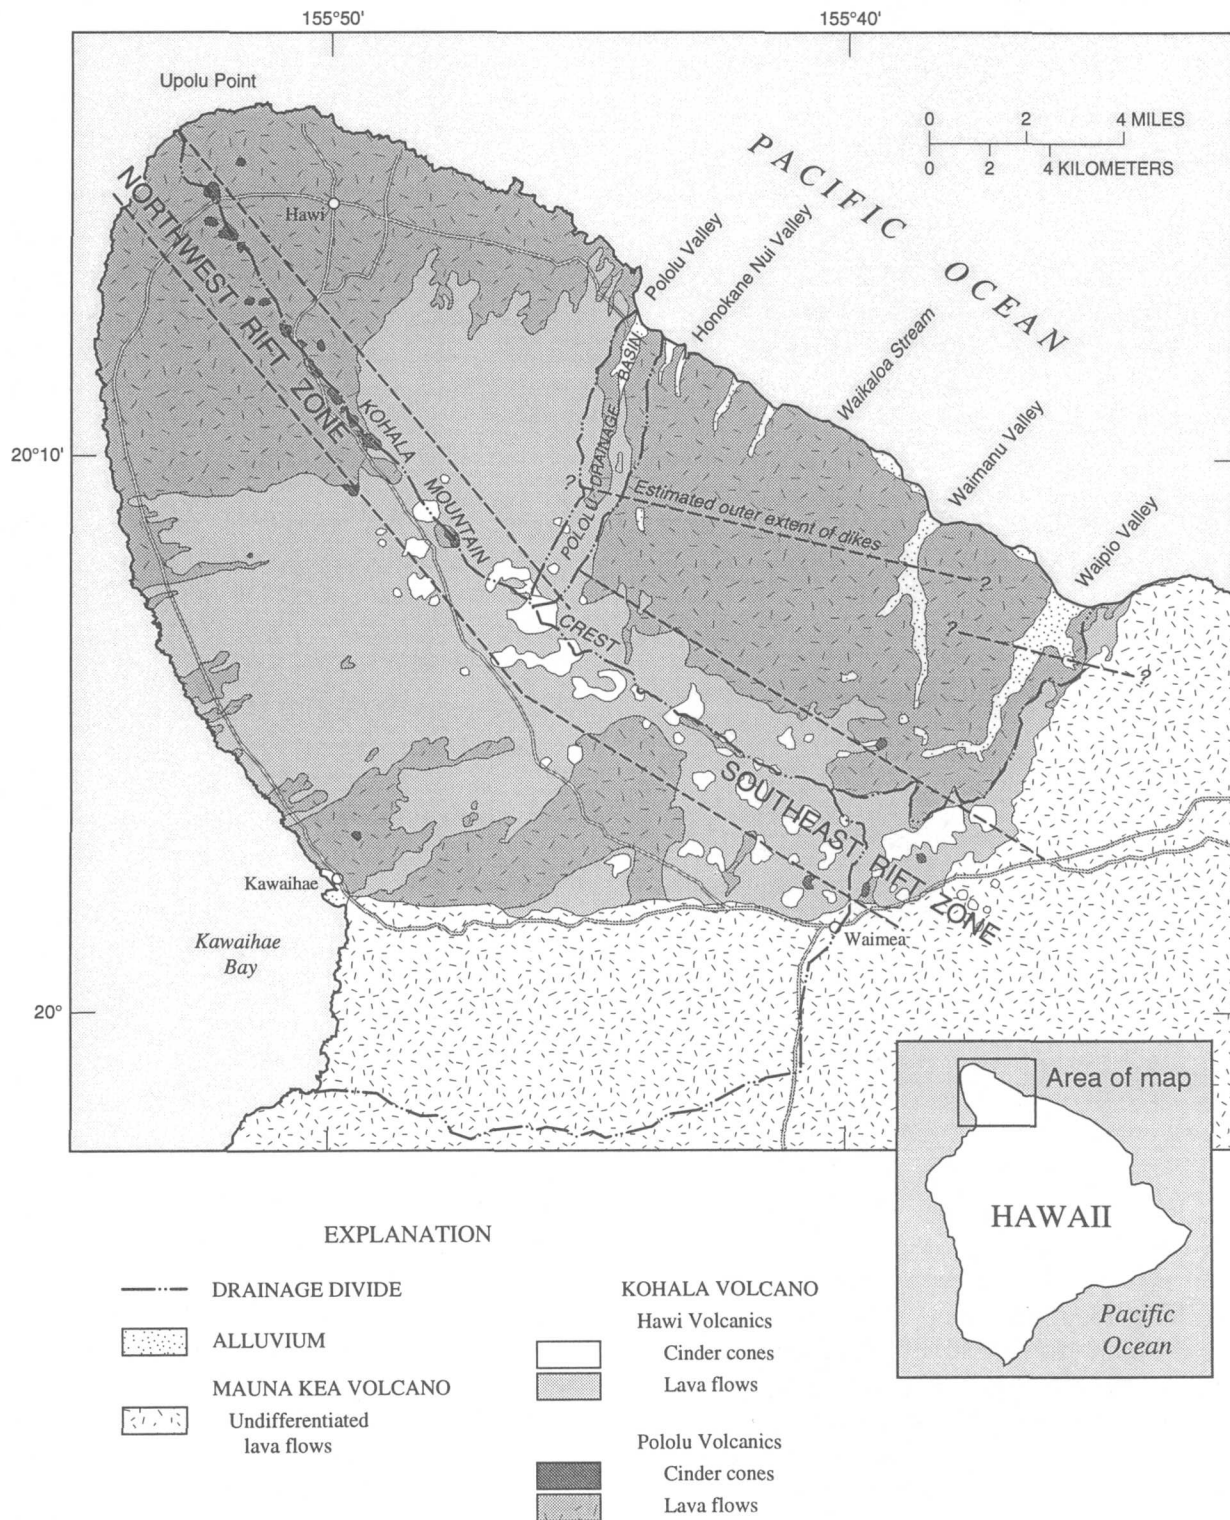 155°50'
155°40'
Upolu Point
0 2 4 MILES
0 2 4 KILOMETERS
PACIFIC
OCEAN
NORTHWEST RIFT ZONE
Hawi
Pololu Valley
Honokane Nui Valley
Waikaloa Stream
Waimanu Valley
Waipio Valley
20°10'
KOHALA
MOUNTAIN
CREST
POLOLU DRAINAGE BASIN
?
Estimated outer extent of dikes
?
?
?
SOUTHEAST RIFT ZONE
Kawaihae
Kawaihae
Bay
Waimea
20°
Area of map
HAWAII
Pacific
Ocean
EXPLANATION
DRAINAGE DIVIDE
ALLUVIUM
MAUNA KEA VOLCANO
Undifferentiated
lava flows
KOHALA VOLCANO
Hawi Volcanics
Cinder cones
Lava flows
Pololu Volcanics
Cinder cones
Lava flows